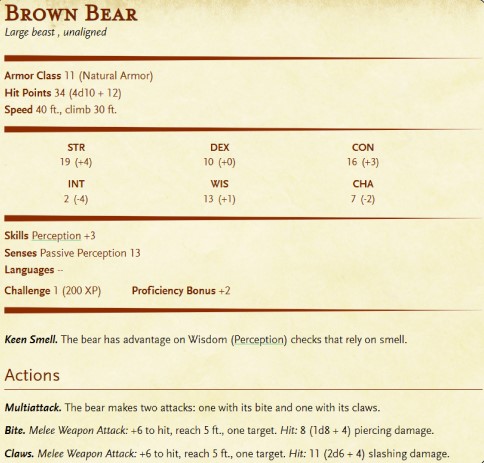 Brown Bear
Large beast , unaligned
Armor Class 11 (Natural Armor)
Hit Points 34 (4d10 + 12)
Speed 40 ft., climb 30 ft.
STR DEX CON
19 (+4) 10 (+0) 16 (+3)
INT WIS CHA
2 (-4) 13 (+1) 7 (-2)
Skills Perception +3
Senses Passive Perception 13
Languages --
Challenge 1 (200 XP) Proficiency Bonus +2
Keen Smell. The bear has advantage on Wisdom (Perception) checks that rely on smell.
Actions
Multiattack. The bear makes two attacks: one with its bite and one with its claws.
Bite. Melee Weapon Attack: +6 to hit, reach 5 ft., one target. Hit: 8 (1d8 + 4) piercing damage.
Claws. Melee Weapon Attack: +6 to hit, reach 5 ft., one target. Hit: 11 (2d6 + 4) slashing damage.